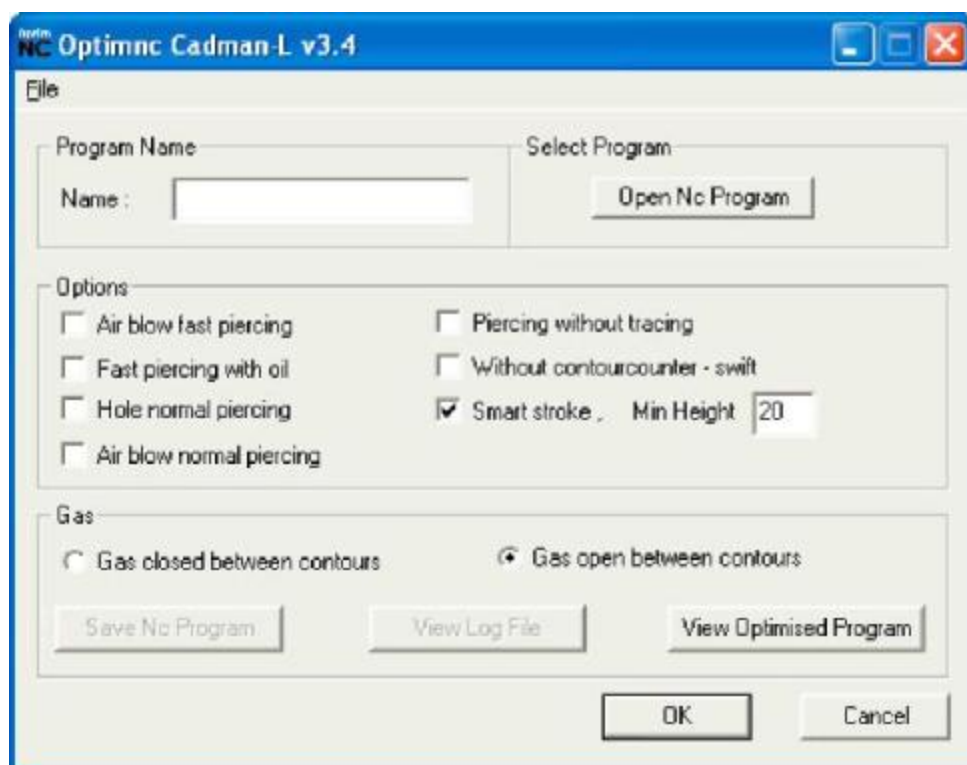 NC Optimnc Cadman-L v3.4
File
Program Name
Select Program
Name :
Open Nc Program
Options
Air blow fast piercing
Piercing without tracing
Fast piercing with oil
Without contourcounter - swift
Hole normal piercing
Smart stroke , Min Height 20
Air blow normal piercing
Gas
Gas closed between contours
Gas open between contours
Save Nc Program
View Log File
View Optimised Program
OK
Cancel